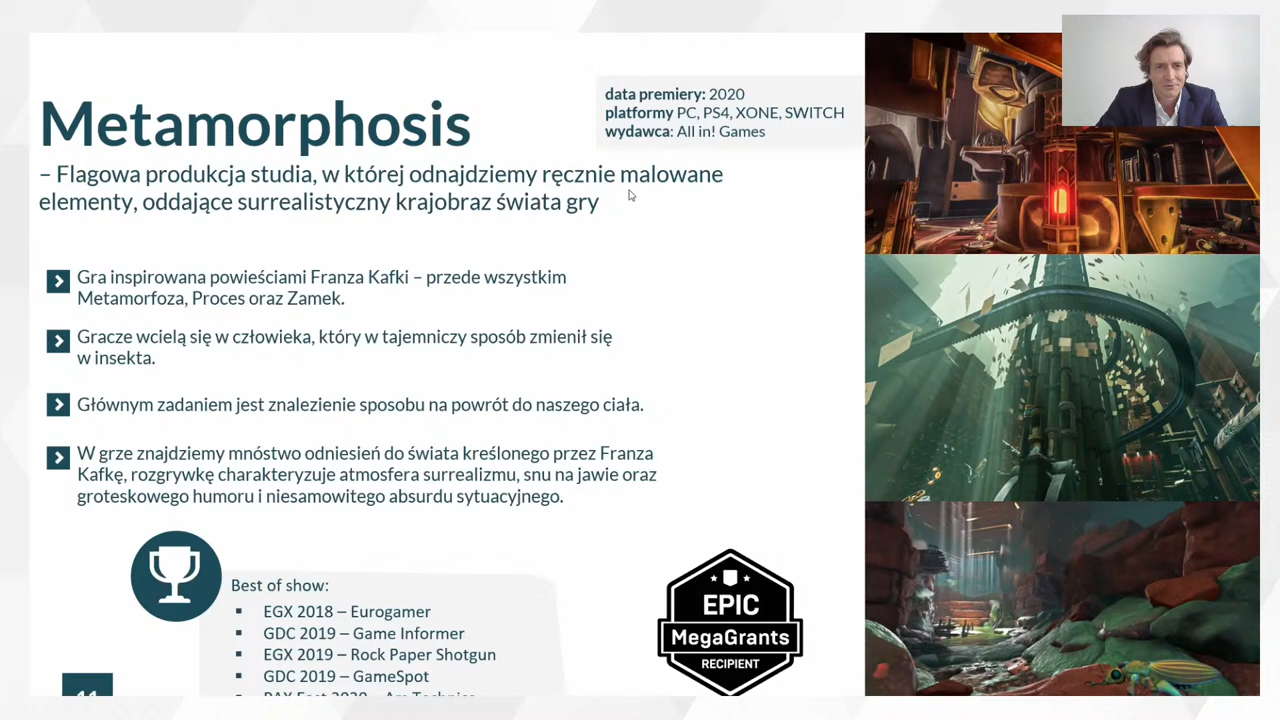 Metamorphosis
data premiery: 2020
platformy PC, PS4, XONE, SWITCH
wydawca: All in! Games
– Flagowa produkcja studia, w której odnajdziemy ręcznie malowane
elementy, oddające surrealistyczny krajobraz świata gry
Gra inspirowana powieściami Franza Kafki – przede wszystkim
Metamorfoza, Proces oraz Zamek.
Gracze wcielą się w człowieka, który w tajemniczy sposób zmienił się
w insekta.
Głównym zadaniem jest znalezienie sposobu na powrót do naszego ciała.
W grze znajdziemy mnóstwo odniesień do świata kreślonego przez Franza
Kafkę, rozgrywkę charakteryzuje atmosfera surrealizmu, snu na jawie oraz
groteskowego humoru i niesamowitego absurdu sytuacyjnego.
Best of show:
▪ EGX 2018 – Eurogamer
▪ GDC 2019 – Game Informer
▪ EGX 2019 – Rock Paper Shotgun
▪ GDC 2019 – GameSpot
EPIC
MegaGrants
RECIPIENT